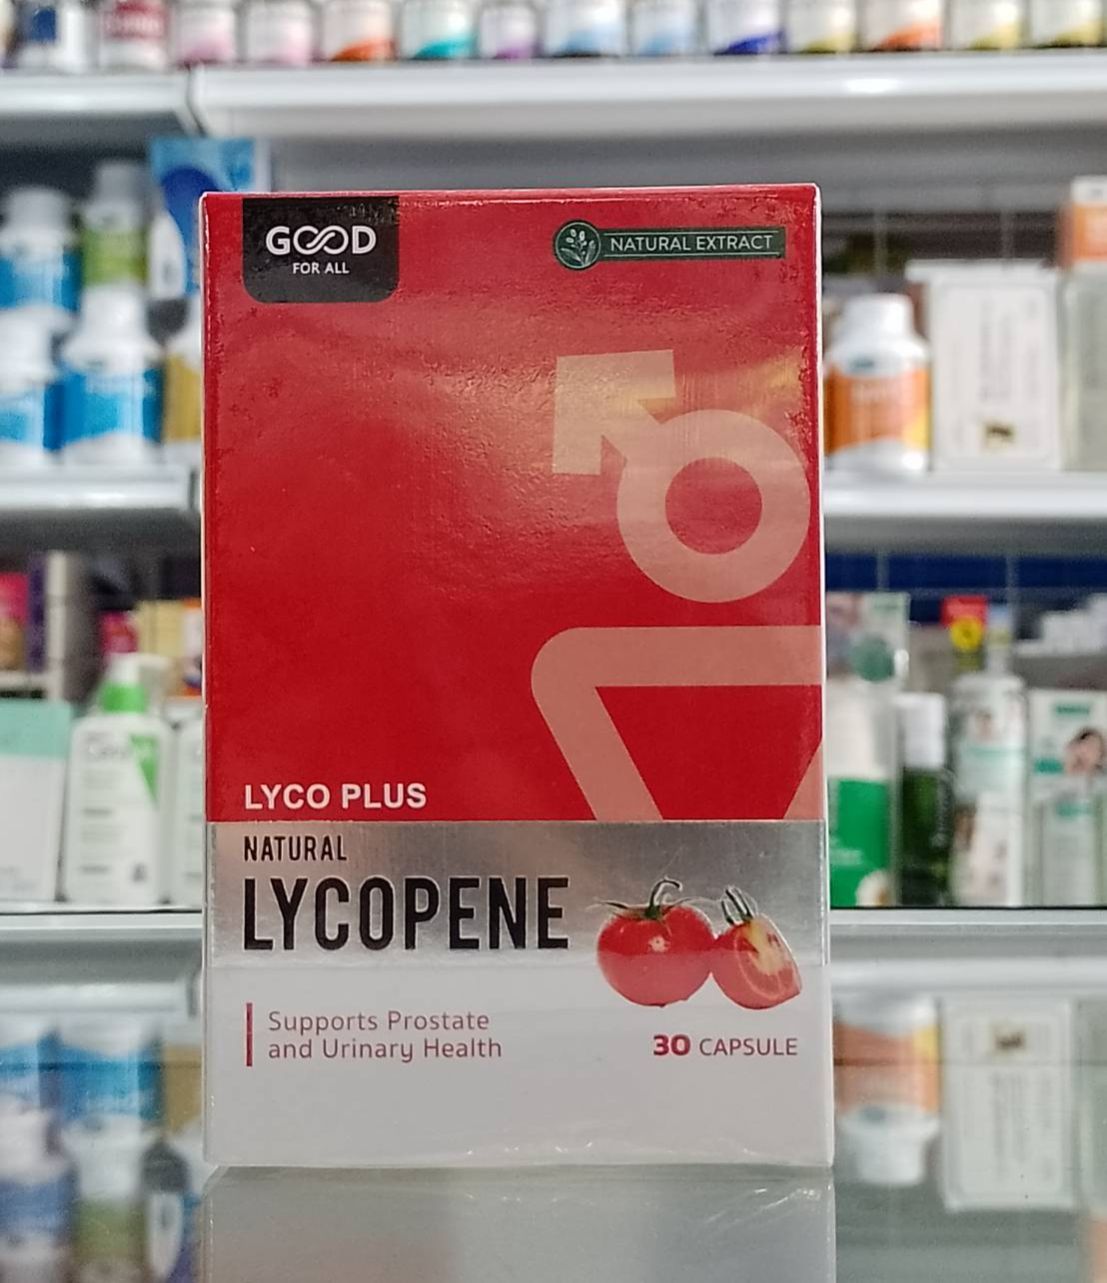 GOOD
FOR ALL
NATURAL EXTRACT
LYCO PLUS
NATURAL
LYCOPENE
Supports Prostate
and Urinary Health
30 CAPSULE